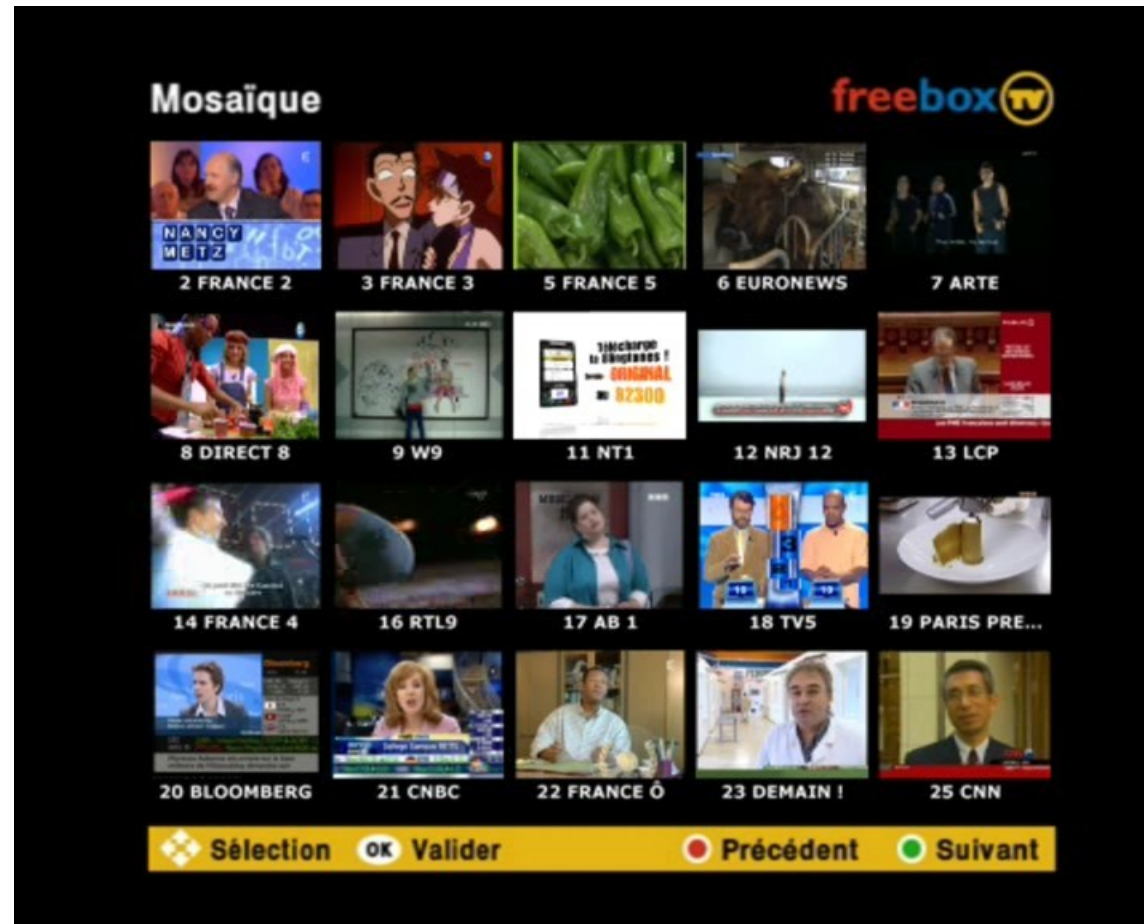 Mosaïque
freebox TV
NANCY
METZ
2 FRANCE 2
3 FRANCE 3
5 FRANCE 5
6 EURONEWS
7 ARTE
Télécharge
ORIGINAL
82300
8 DIRECT 8
9 W9
11 NT1
12 NRJ 12
13 LCP
14 FRANCE 4
16 RTL9
17 AB 1
18 TV5
19 PARIS PRE...
Bloomberg
20 BLOOMBERG
21 CNBC
22 FRANCE Ô
23 DEMAIN !
25 CNN
Sélection OK Valider Précédent Suivant